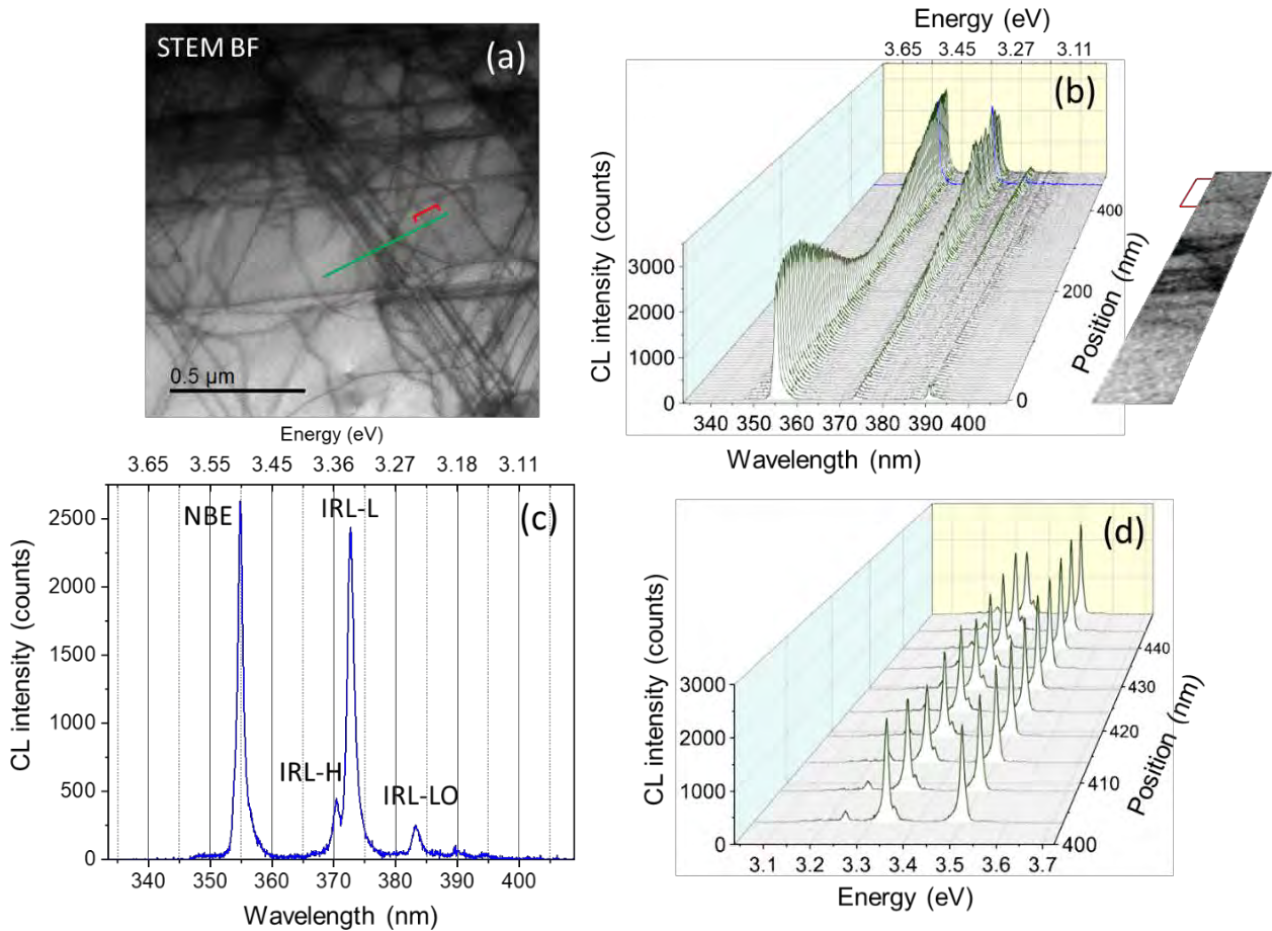 STEM BF
(a)
0.5 µm
Energy (eV)
3.65 3.45 3.27 3.11
(b)
CL intensity (counts)
3000
2000
1000
0
340 350 360 370 380 390 400
Wavelength (nm)
0
200
400
Position (nm)
Energy (eV)
3.65 3.55 3.45 3.36 3.27 3.18 3.11
(c)
NBE
IRL-L
IRL-H
IRL-LO
CL intensity (counts)
2500
2000
1500
1000
500
0
340 350 360 370 380 390 400
Wavelength (nm)
(d)
CL intensity (counts)
3000
2000
1000
0
3.1 3.2 3.3 3.4 3.5 3.6 3.7
Energy (eV)
400
410
420
430
440
Position (nm)